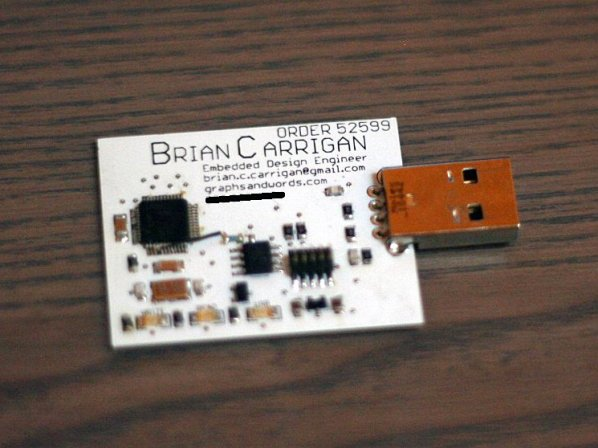 ORDER 52599
BRIAN CARRIGAN
Embedded Design Engineer
brian.c.carrigan@gmail.com
graphsandwords.com